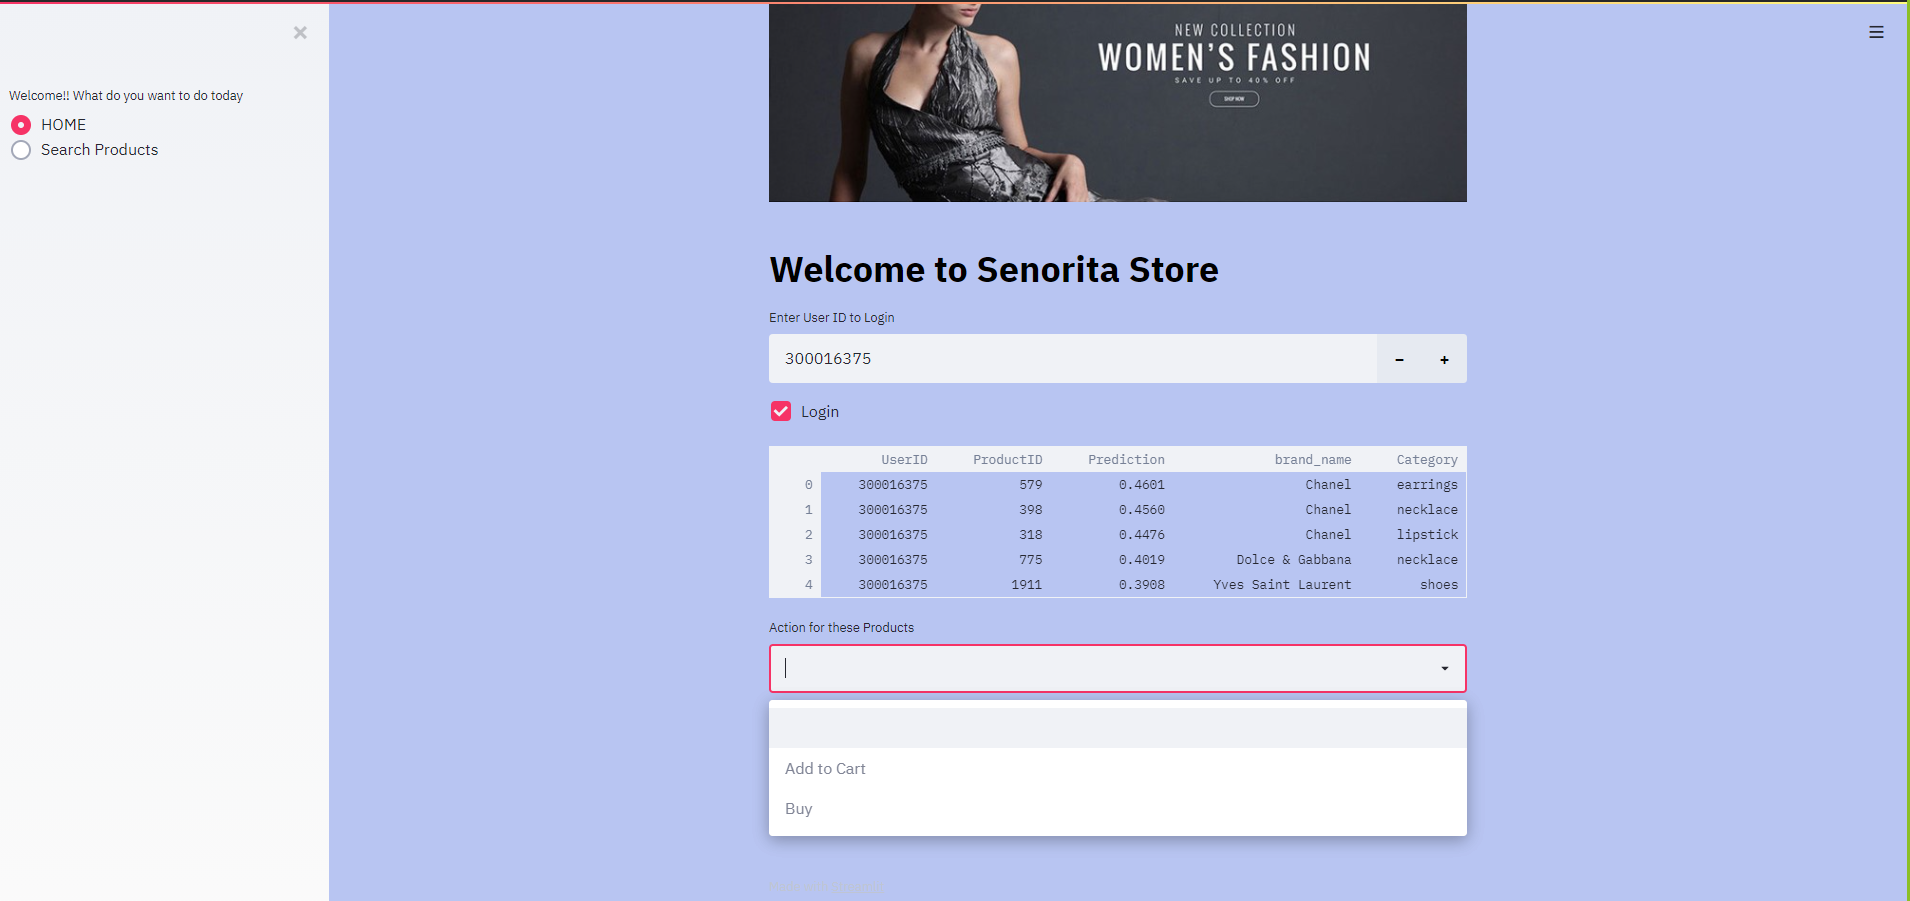 ×
Welcome!! What do you want to do today
HOME
Search Products
NEW COLLECTION
WOMEN'S FASHION
SAVE UP TO 40% OFF
SHOP NOW
Welcome to Senorita Store
Enter User ID to Login
300016375 - +
Login
UserID ProductID Prediction brand_name Category
0 300016375 579 0.4601 Chanel earrings
1 300016375 398 0.4560 Chanel necklace
2 300016375 318 0.4476 Chanel lipstick
3 300016375 775 0.4019 Dolce & Gabbana necklace
4 300016375 1911 0.3908 Yves Saint Laurent shoes
Action for these Products
Add to Cart
Buy